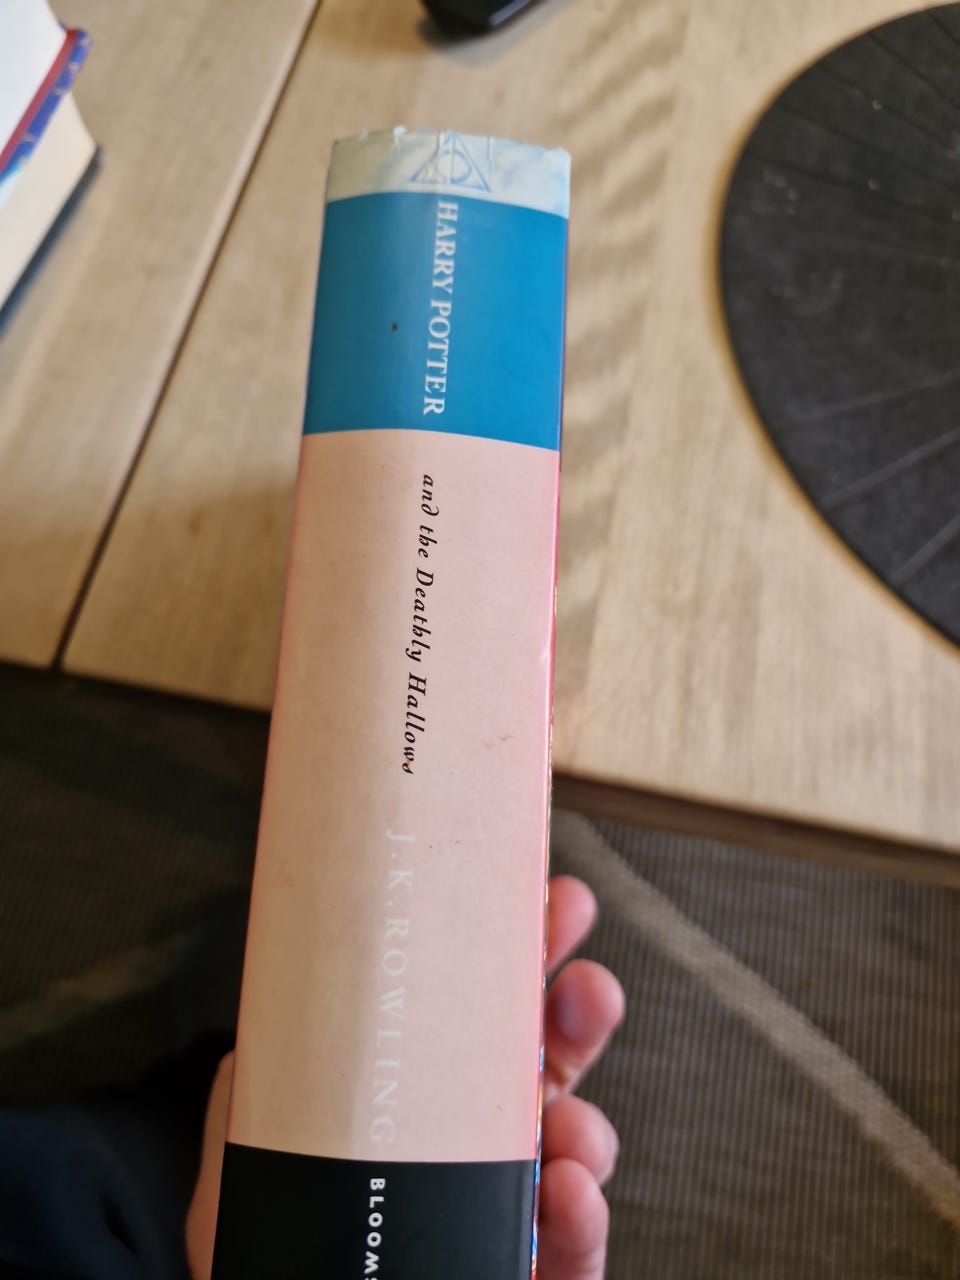 HARRY POTTER
and the Deathly Hallows
J.K. ROWLING
BLOOMS